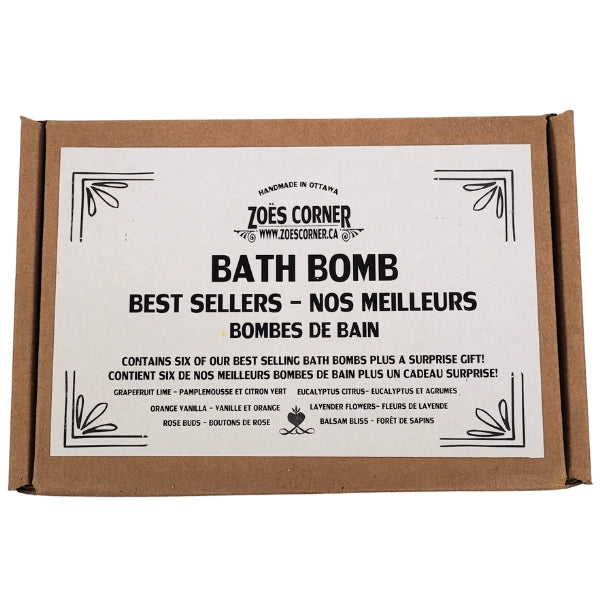 HANDMADE IN OTTAWA
ZOËS CORNER
WWW.ZOESCORNER.CA
BATH BOMB
BEST SELLERS - NOS MEILLEURS
BOMBES DE BAIN
CONTAINS SIX OF OUR BEST SELLING BATH BOMBS PLUS A SURPRISE GIFT!
CONTIENT SIX DE NOS MEILLEURS BOMBES DE BAIN PLUS UN CADEAU SURPRISE!
GRAPEFRUIT LIME - PAMPLEMOUSSE ET CITRON VERT EUCALYPTUS CITRUS- EUCALYPTUS ET AGRUMES
ORANGE VANILLA - VANILLE ET ORANGE LAVENDER FLOWERS- FLEURS DE LAVENDE
ROSE BUDS - BOUTONS DE ROSE BALSAM BLISS - FORÊT DE SAPINS